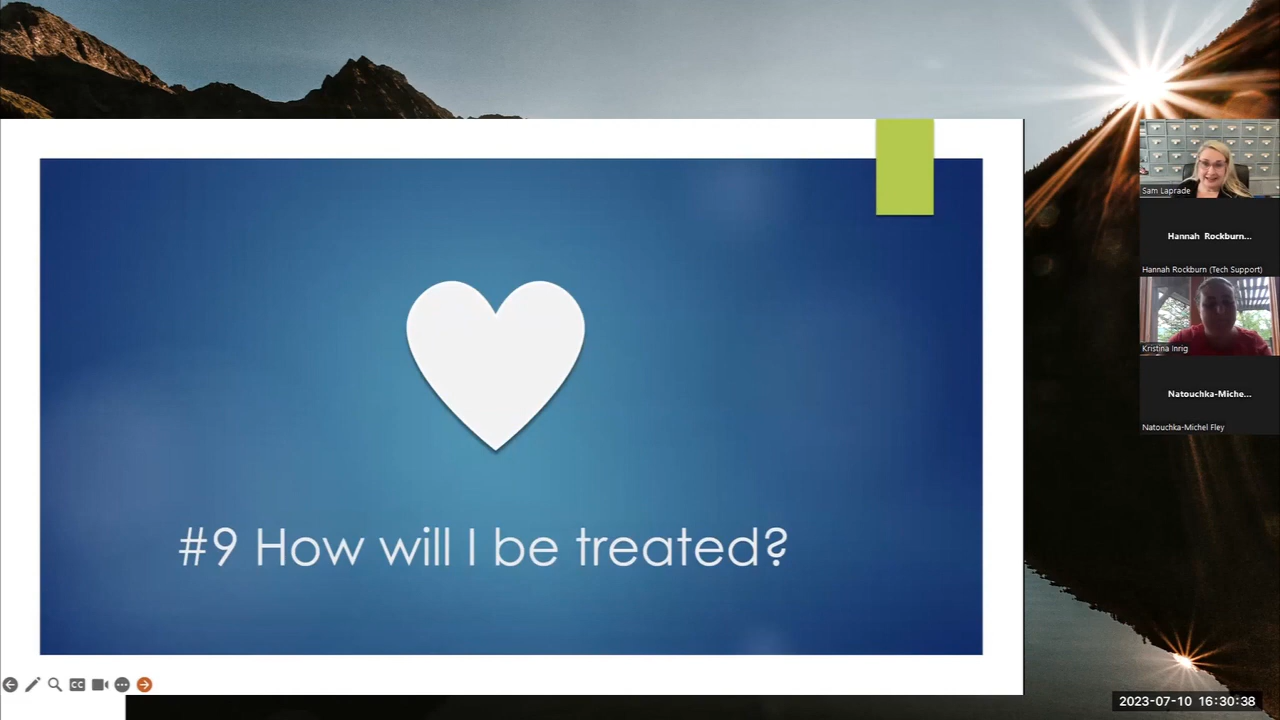 #9 How will I be treated?
Sam Laprade
Hannah Rockburn...
Hannah Rockburn (Tech Support)
Kristina Inrig
Natouchka-Miche...
Natouchka-Michel Fley
CC
2023-07-10 16:30:38